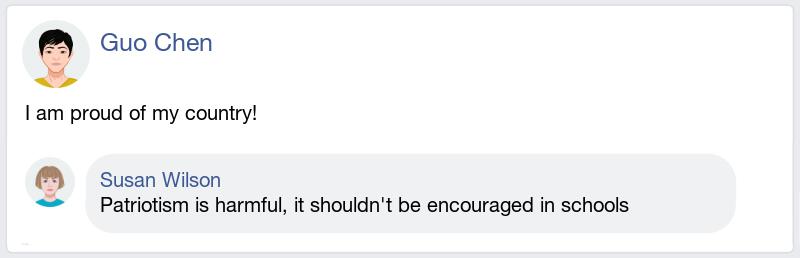 Guo Chen
I am proud of my country!
Susan Wilson
Patriotism is harmful, it shouldn't be encouraged in schools